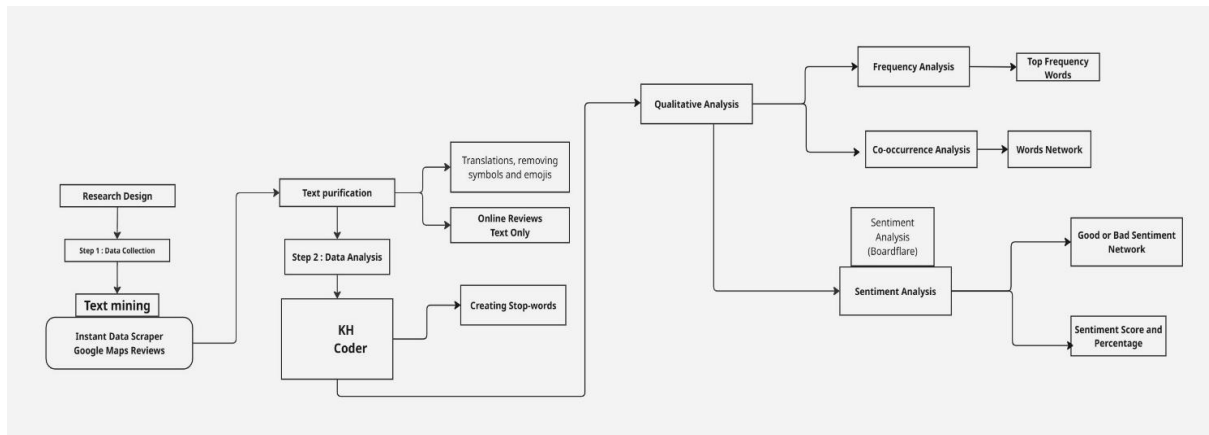 Research Design
Step 1 : Data Collection
Text mining
Instant Data Scraper
Google Maps Reviews
Text purification
Translations, removing
symbols and emojis
Online Reviews
Text Only
Step 2 : Data Analysis
KH
Coder
Creating Stop-words
Qualitative Analysis
Frequency Analysis
Top Frequency
Words
Co-occurrence Analysis
Words Network
Sentiment
Analysis
(Boardflare)
Sentiment Analysis
Good or Bad Sentiment
Network
Sentiment Score and
Percentage